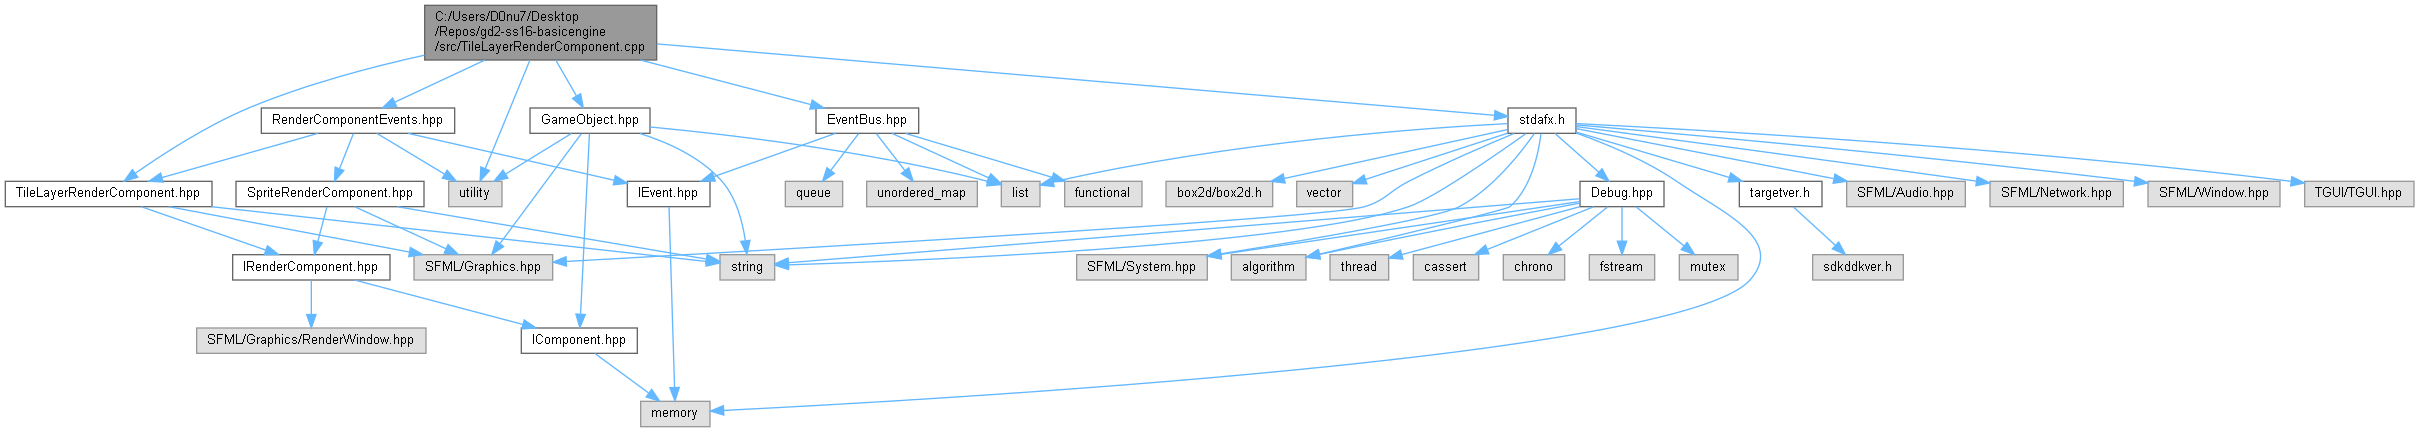 C:/Users/D0nu7/Desktop
/Repos/gd2-ss16-basicengine
/src/TileLayerRenderComponent.cpp
RenderComponentEvents.hpp
GameObject.hpp
EventBus.hpp
stdafx.h
TileLayerRenderComponent.hpp
SpriteRenderComponent.hpp
utility
IEvent.hpp
queue
unordered_map
list
functional
box2d/box2d.h
vector
Debug.hpp
targetver.h
SFML/Audio.hpp
SFML/Network.hpp
SFML/Window.hpp
TGUI/TGUI.hpp
IRenderComponent.hpp
SFML/Graphics.hpp
string
SFML/System.hpp
algorithm
thread
cassert
chrono
fstream
mutex
sdkddkver.h
SFML/Graphics/RenderWindow.hpp
IComponent.hpp
memory